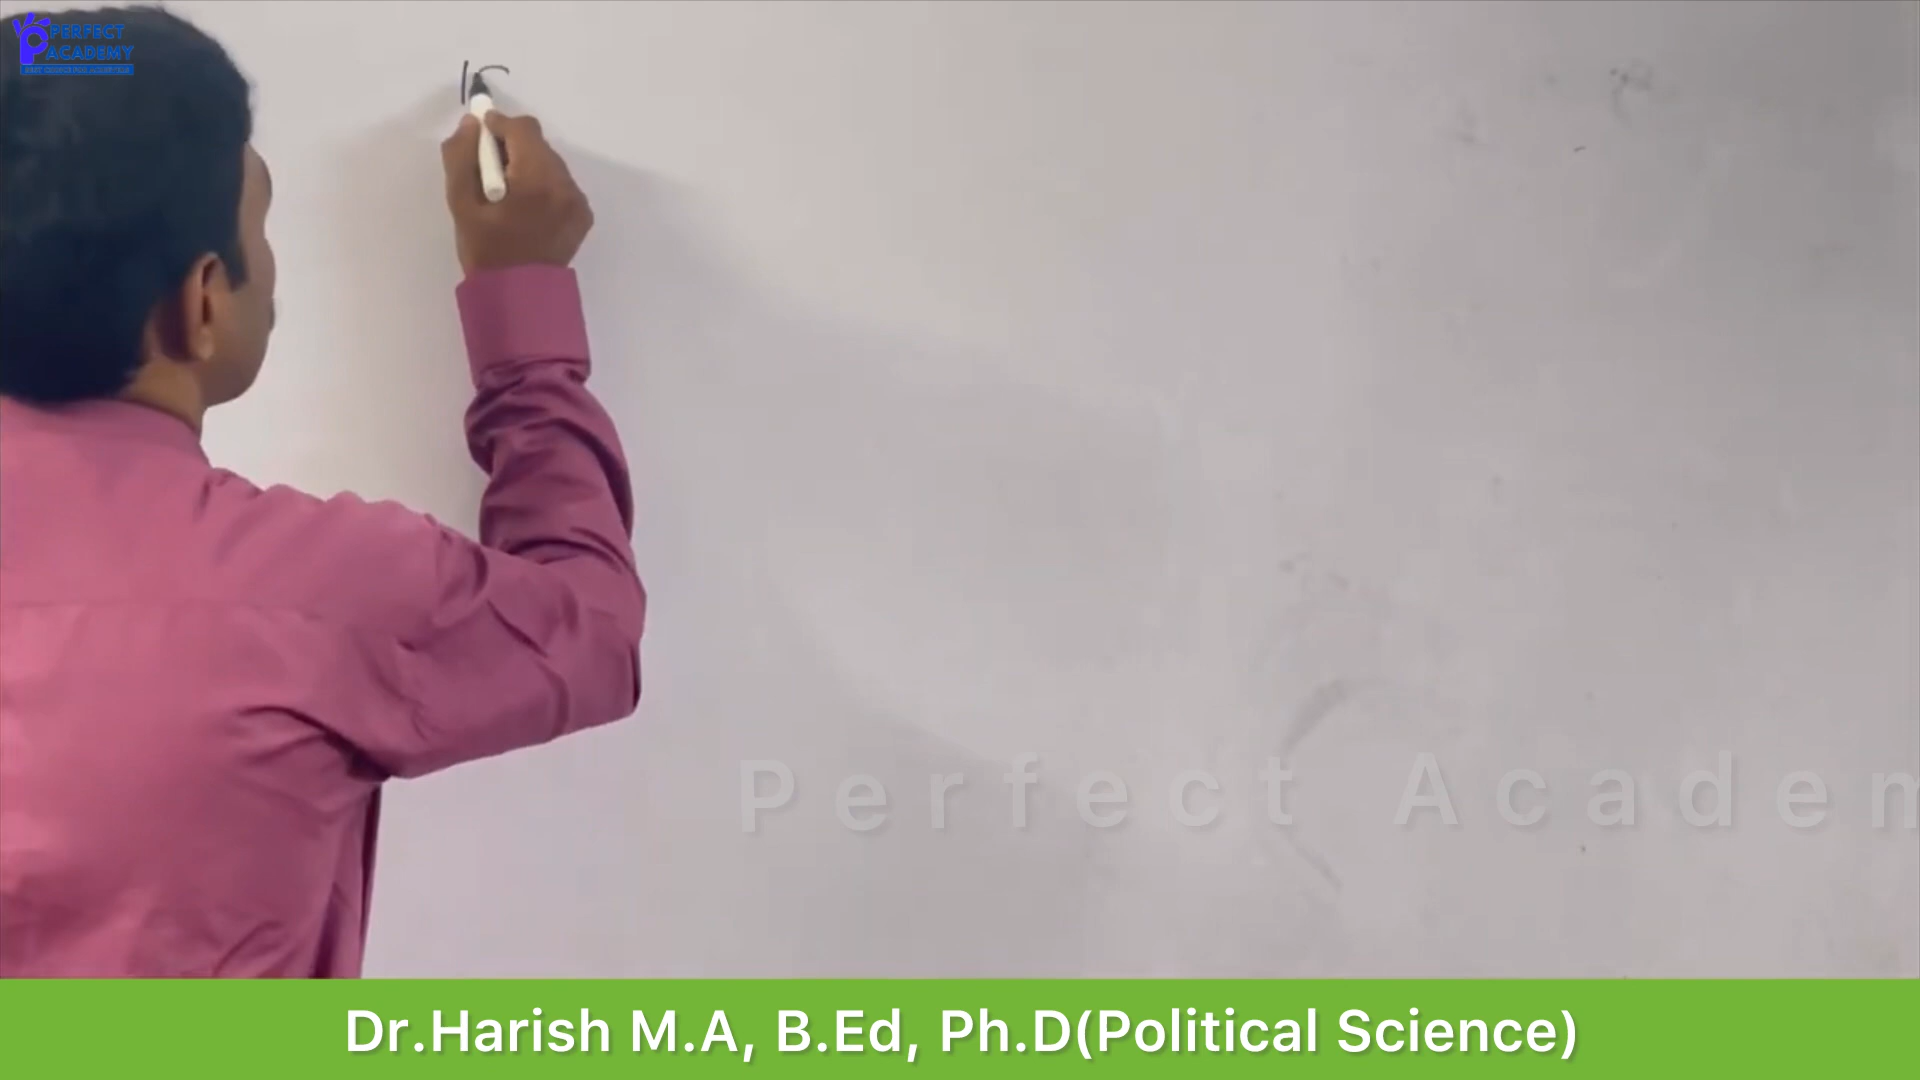 PERFECT
ACADEMY
Perfect Academ
Dr.Harish M.A, B.Ed, Ph.D(Political Science)